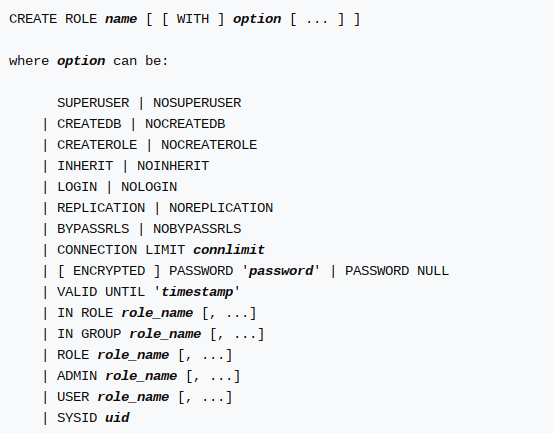 CREATE ROLE name [ [ WITH ] option [ ... ] ]
where option can be:
SUPERUSER | NOSUPERUSER
| CREATEDB | NOCREATEDB
| CREATEROLE | NOCREATEROLE
| INHERIT | NOINHERIT
| LOGIN | NOLOGIN
| REPLICATION | NOREPLICATION
| BYPASSRLS | NOBYPASSRLS
| CONNECTION LIMIT connlimit
| [ ENCRYPTED ] PASSWORD 'password' | PASSWORD NULL
| VALID UNTIL 'timestamp'
| IN ROLE role_name [, ...]
| IN GROUP role_name [, ...]
| ROLE role_name [, ...]
| ADMIN role_name [, ...]
| USER role_name [, ...]
| SYSID uid